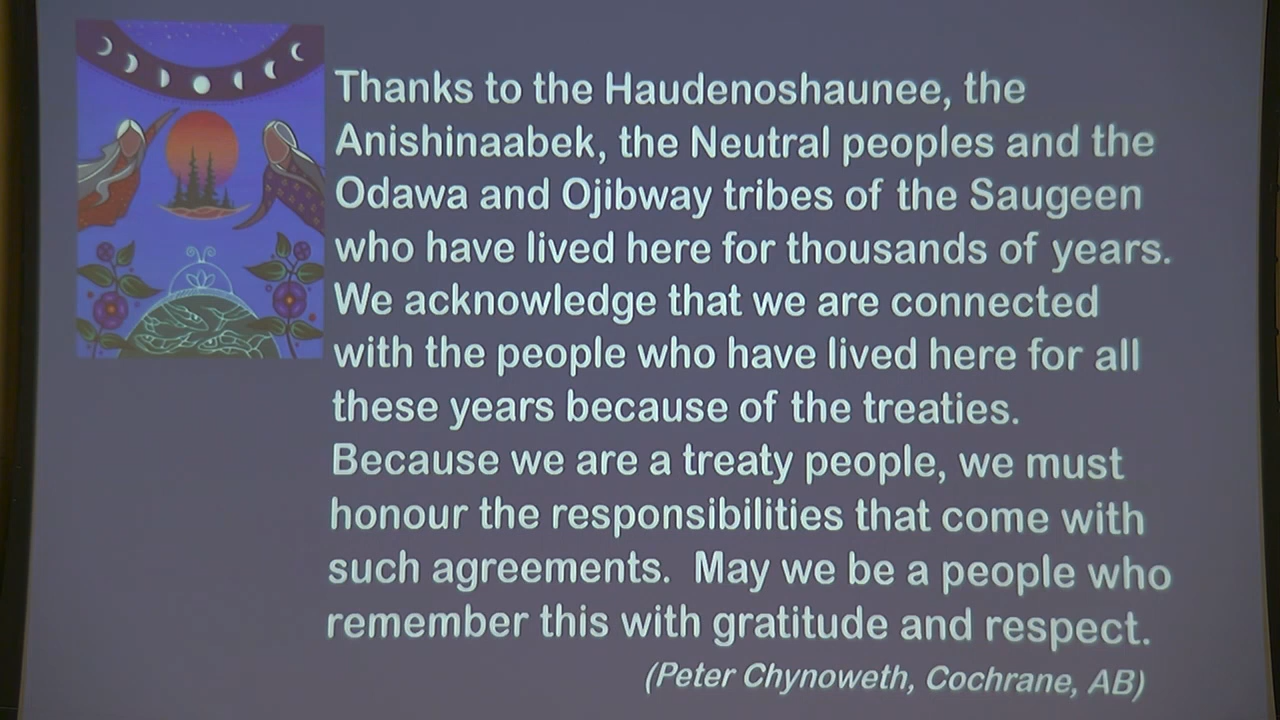 Thanks to the Haudenoshaunee, the
Anishinaabek, the Neutral peoples and the
Odawa and Ojibway tribes of the Saugeen
who have lived here for thousands of years.
We acknowledge that we are connected
with the people who have lived here for all
these years because of the treaties.
Because we are a treaty people, we must
honour the responsibilities that come with
such agreements.  May we be a people who
remember this with gratitude and respect.
(Peter Chynoweth, Cochrane, AB)